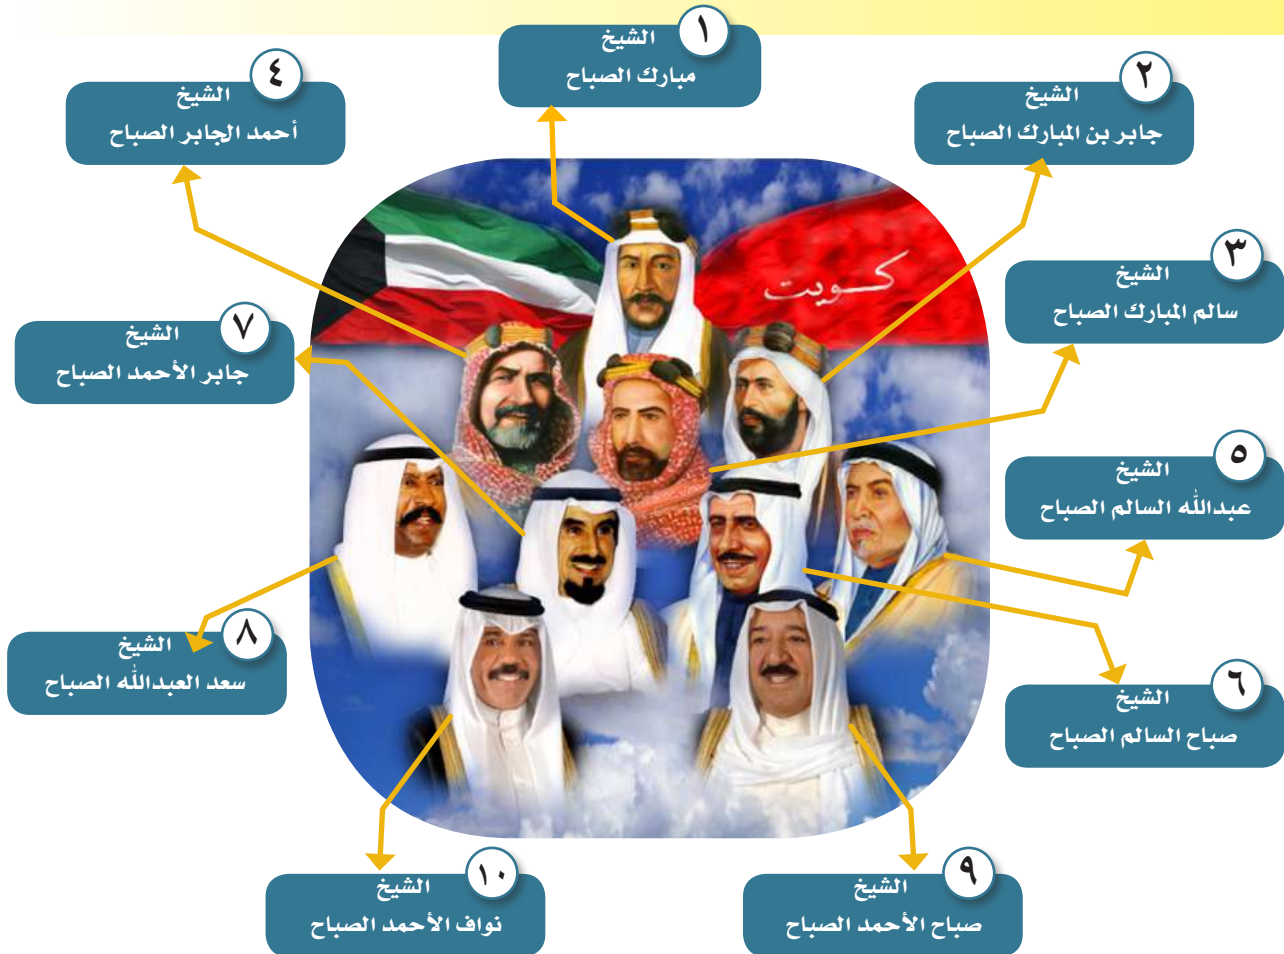 ١
الشيخ
مبارك الصباح
٢
الشيخ
جابر بن المبارك الصباح
٣
الشيخ
سالم المبارك الصباح
٤
الشيخ
أحمد الجابر الصباح
٥
الشيخ
عبدالله السالم الصباح
٦
الشيخ
صباح السالم الصباح
٧
الشيخ
جابر الأحمد الصباح
٨
الشيخ
سعد العبدالله الصباح
٩
الشيخ
صباح الأحمد الصباح
١٠
الشيخ
نواف الأحمد الصباح
كويت